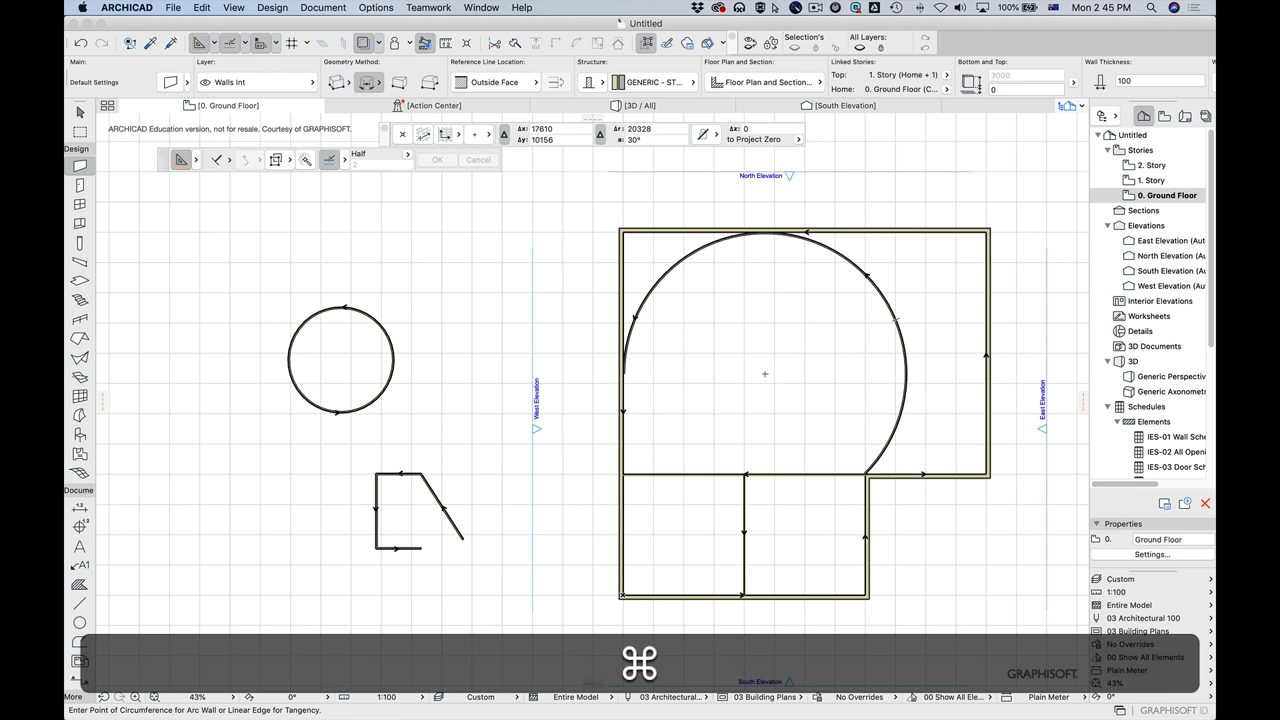 ARCHICAD File Edit View Design Document Options Teamwork Window Help
100% Mon 2 45 PM
Untitled
Selection's
All Layers:
Main: Layer: Geometry Method: Reference Line Location: Structure: Floor Plan and Section... Linked Stories: Bottom and Top: Wall Thickness:
Default Settings Walls Int Outside Face GENERIC - ST... Floor Plan and Section...
Top: 1. Story (Home + 1) 3000
Home: 0. Ground Floor (C... 0 100
[0. Ground Floor] [Action Center] [3D / All] [South Elevation]
ARCHICAD Education version, not for resale. Courtesy of GRAPHISOFT.
Δx: 17610 Δr: 20328 Δz: 0
Δy: 10156 a: 30° to Project Zero
Half
2
OK Cancel
Design
Docume
More
North Elevation
West Elevation
East Elevation
South Elevation
Untitled
Stories
2. Story
1. Story
0. Ground Floor
Sections
Elevations
East Elevation (Aut
North Elevation (Au
South Elevation (Au
West Elevation (Au
Interior Elevations
Worksheets
Details
3D Documents
3D
Generic Perspectiv
Generic Axonomet
Schedules
Elements
IES-01 Wall Sche
IES-02 All Openi
IES-03 Door Sch
Properties
0. Ground Floor
Settings...
Custom
1:100
Entire Model
03 Architectural 100
03 Building Plans
No Overrides
00 Show All Elements
Plain Meter
43%
0°
⌘
GRAPHISOFT.
43% 0° 1:100 Custom Entire Model 03 Architectural... 03 Building Plans No Overrides 00 Show All Ele... Plain Meter
Enter Point of Circumference for Arc Wall or Linear Edge for Tangency.
GRAPHISOFT ID